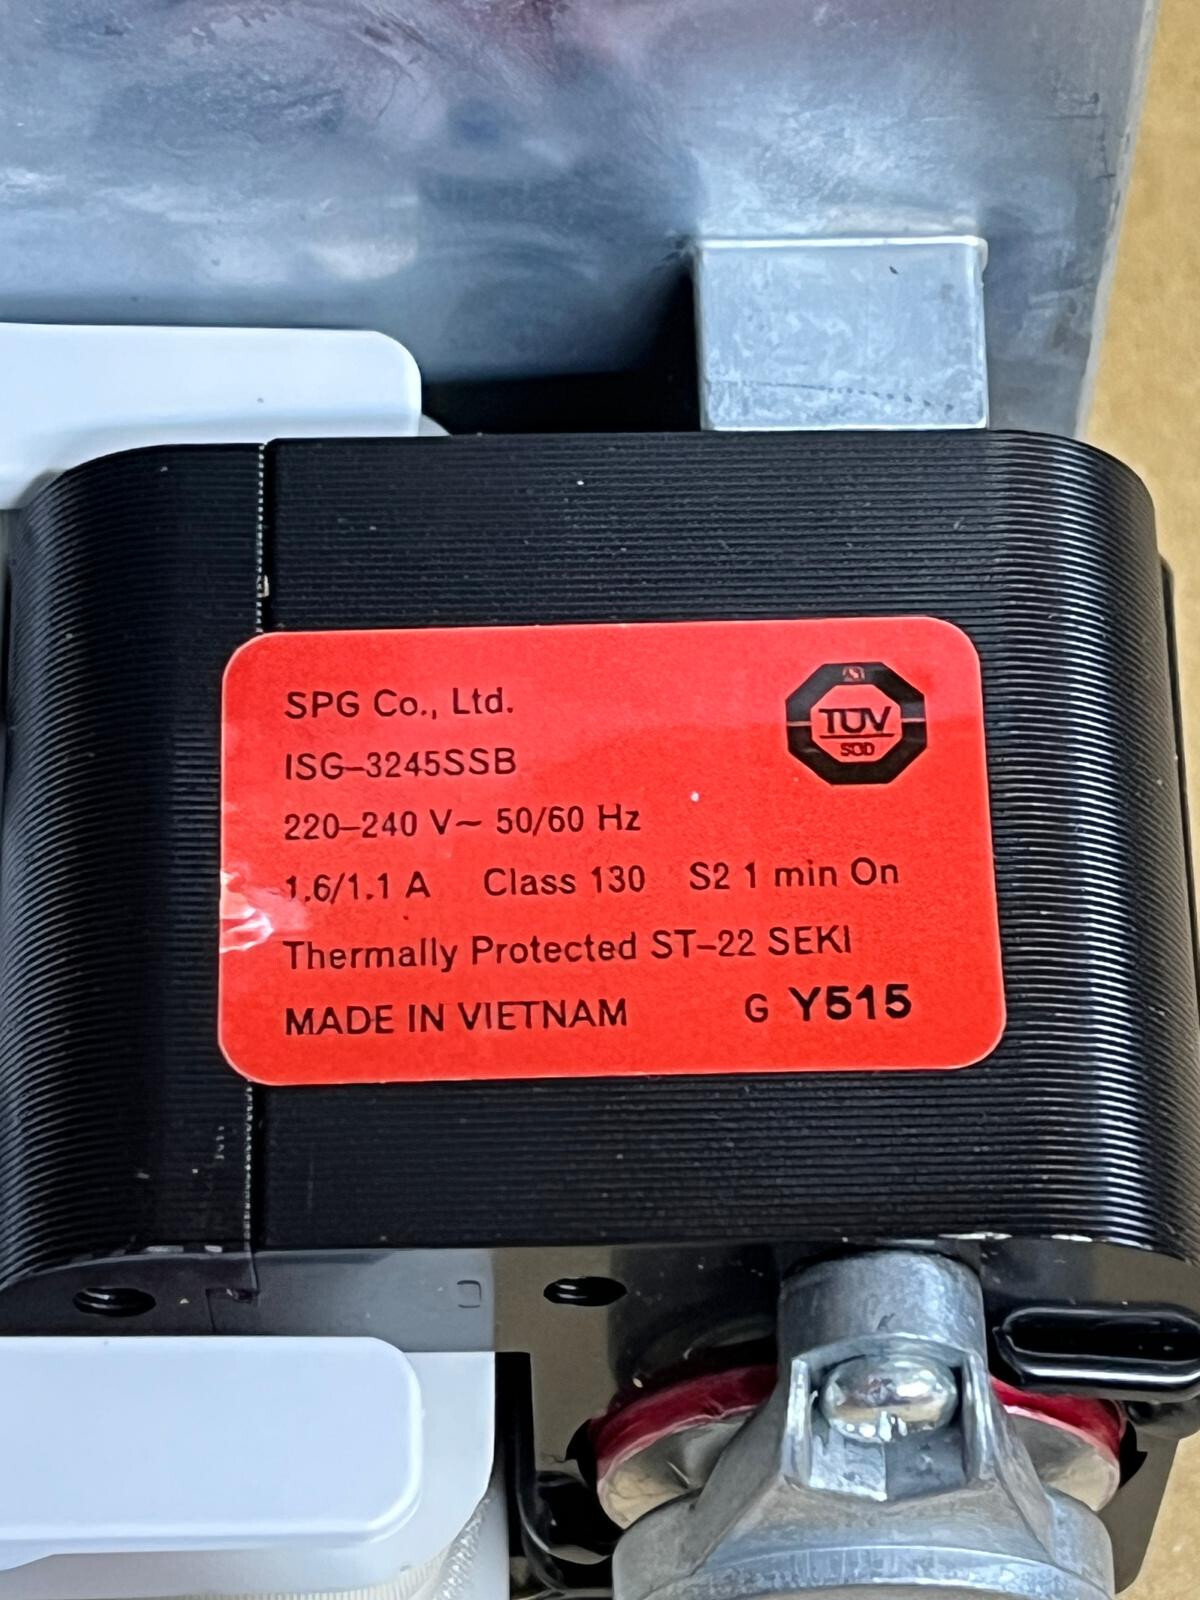 SPG Co., Ltd.
TÜV
SÜD
ISG-3245SSB
220-240 V~ 50/60 Hz
1.6/1.1 A Class 130 S2 1 min On
Thermally Protected ST-22 SEKI
MADE IN VIETNAM G Y515